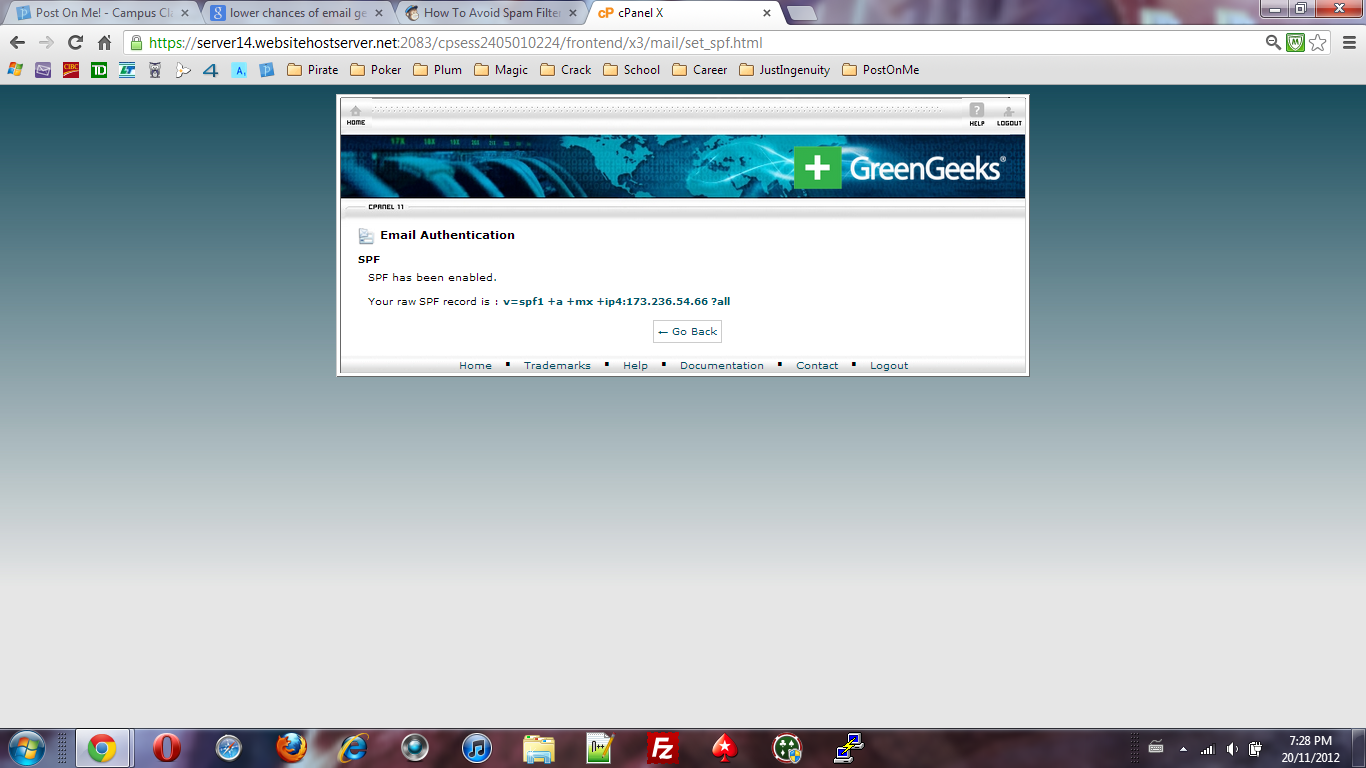 Post On Me! - Campus Cla
lower chances of email ge
How To Avoid Spam Filter
cP cPanel X
https://server14.websitehostserver.net:2083/cpsess2405010224/frontend/x3/mail/set_spf.html
CIBC TD LT 4 A. P Pirate Poker Plum Magic Crack School Career JustIngenuity PostOnMe
HOME HELP LOGOUT
GreenGeeks®
CPANEL 11
Email Authentication
SPF
SPF has been enabled.
Your raw SPF record is : v=spf1 +a +mx +ip4:173.236.54.66 ?all
← Go Back
Home ▪ Trademarks ▪ Help ▪ Documentation ▪ Contact ▪ Logout
7:28 PM
20/11/2012